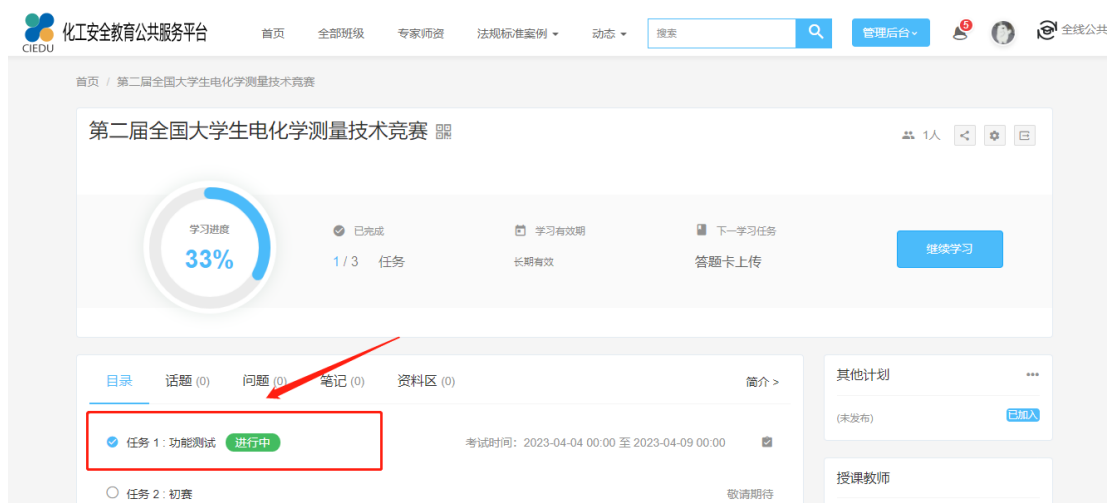 化工安全教育公共服务平台 首页 全部班级 专家师资 法规标准案例 动态 搜索 管理后台 5 全线公共
CIEDU
首页 / 第二届全国大学生电化学测量技术竞赛
第二届全国大学生电化学测量技术竞赛 1人
学习进度 已完成 学习有效期 下一学习任务
33% 1 / 3 任务 长期有效 答题卡上传 继续学习
目录 话题 (0) 问题 (0) 笔记 (0) 资料区 (0) 简介 > 其他计划
(未发布) 已加入
任务 1 : 功能测试 进行中 考试时间：2023-04-04 00:00 至 2023-04-09 00:00
授课教师
任务 2 : 初赛 敬请期待